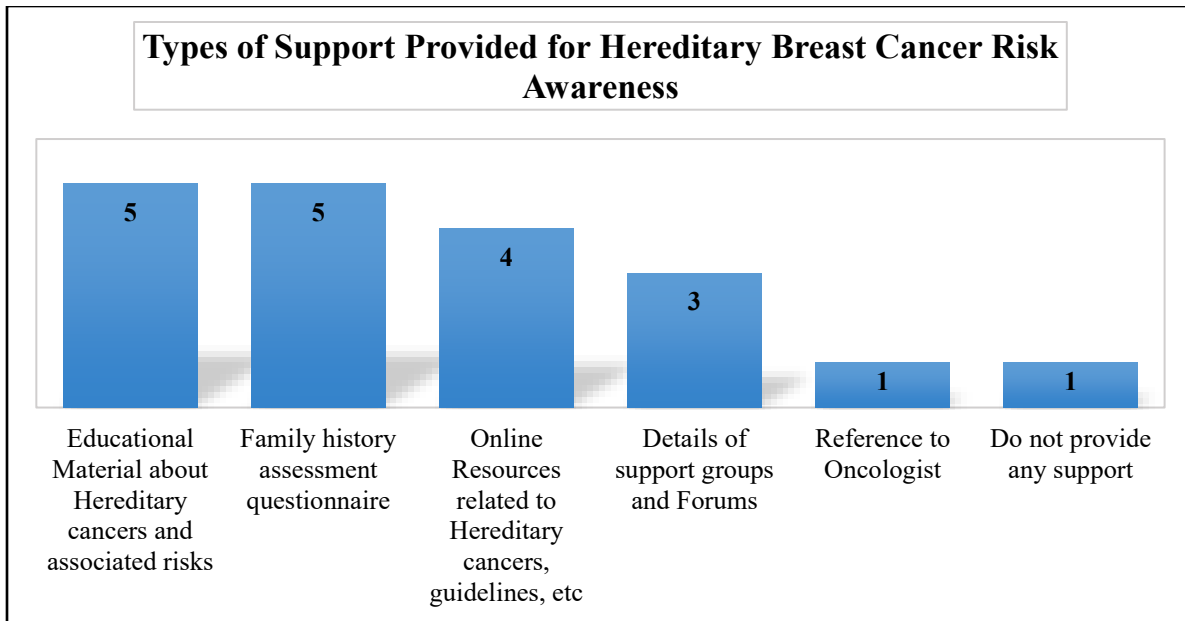 Types of Support Provided for Hereditary Breast Cancer Risk
Awareness
5
5
4
3
1
1
Educational
Material about
Hereditary
cancers and
associated risks
Family history
assessment
questionnaire
Online
Resources
related to
Hereditary
cancers,
guidelines, etc
Details of
support groups
and Forums
Reference to
Oncologist
Do not provide
any support